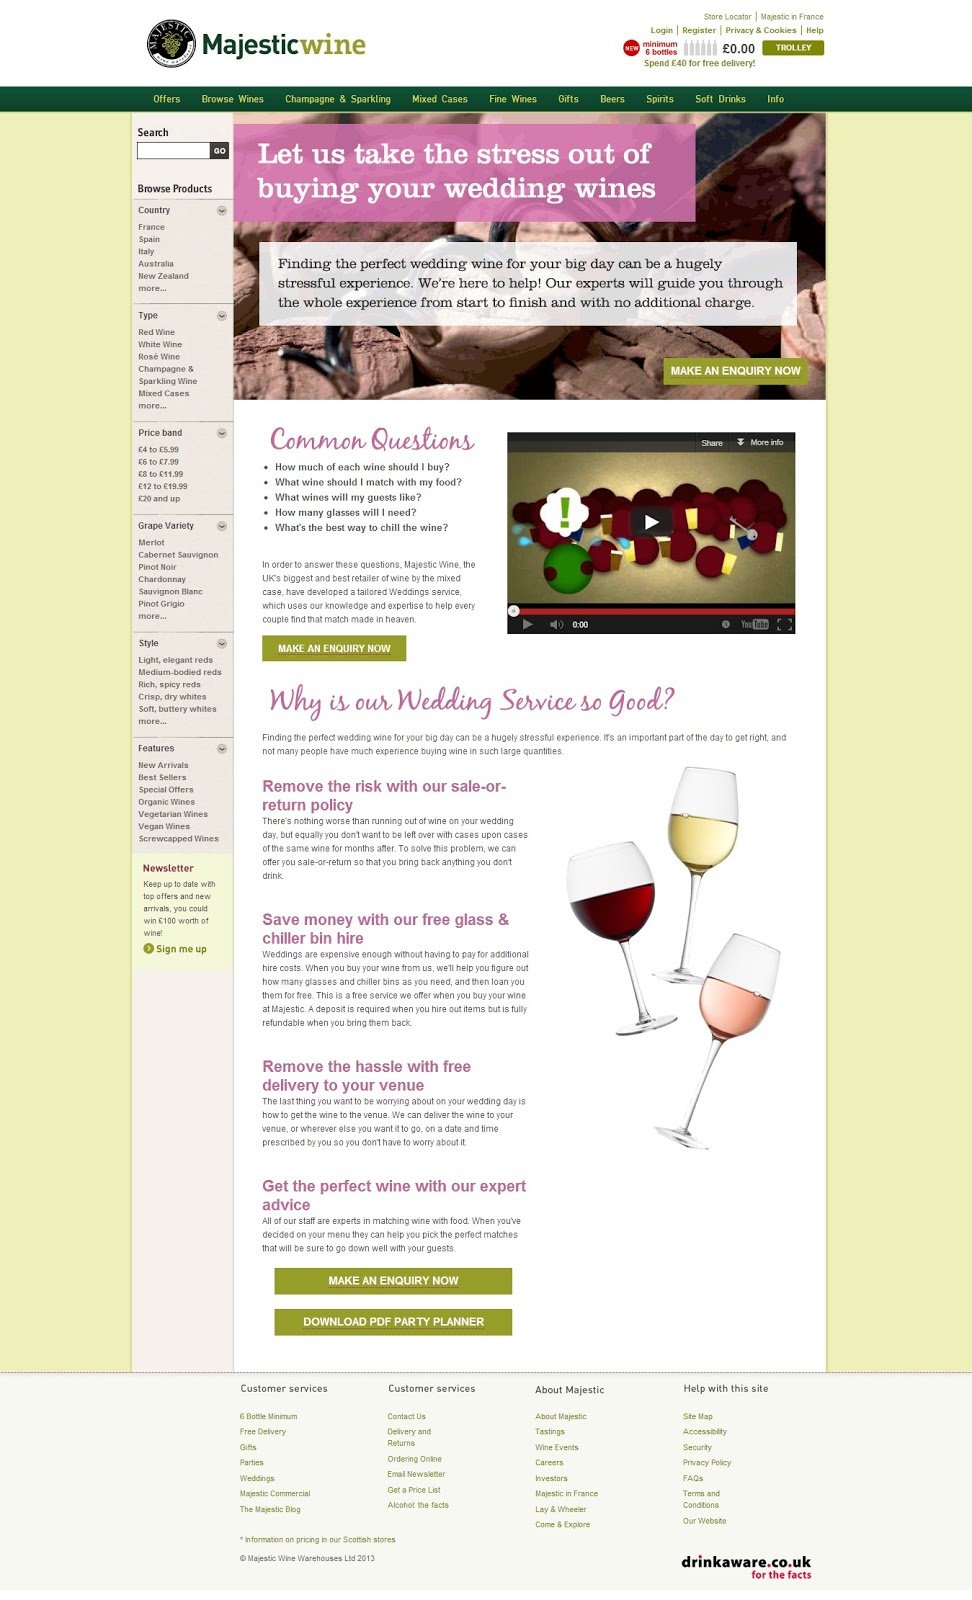 Store Locator | Majestic in France
Login | Register | Privacy & Cookies | Help
MAJESTIC
Majesticwine
NEW minimum 6 bottles £0.00 TROLLEY
Spend £40 for free delivery!
Offers Browse Wines Champagne & Sparkling Mixed Cases Fine Wines Gifts Beers Spirits Soft Drinks Info
Search
GO
Browse Products
Country
France
Spain
Italy
Australia
New Zealand
more...
Type
Red Wine
White Wine
Rosè Wine
Champagne &
Sparkling Wine
Mixed Cases
more...
Price band
£4 to £5.99
£6 to £7.99
£8 to £11.99
£12 to £19.99
£20 and up
Grape Variety
Merlot
Cabernet Sauvignon
Pinot Noir
Chardonnay
Sauvignon Blanc
Pinot Grigio
more...
Style
Light, elegant reds
Medium-bodied reds
Rich, spicy reds
Crisp, dry whites
Soft, buttery whites
more...
Features
New Arrivals
Best Sellers
Special Offers
Organic Wines
Vegetarian Wines
Vegan Wines
Screwcapped Wines
Newsletter
Keep up to date with
top offers and new
arrivals, you could
win £100 worth of
wine!
Sign me up
Let us take the stress out of
buying your wedding wines
Finding the perfect wedding wine for your big day can be a hugely
stressful experience. We're here to help! Our experts will guide you through
the whole experience from start to finish and with no additional charge.
MAKE AN ENQUIRY NOW
Common Questions
• How much of each wine should I buy?
• What wine should I match with my food?
• What wines will my guests like?
• How many glasses will I need?
• What's the best way to chill the wine?
In order to answer these questions, Majestic Wine, the
UK's biggest and best retailer of wine by the mixed
case, have developed a tailored Weddings service,
which uses our knowledge and expertise to help every
couple find that match made in heaven.
MAKE AN ENQUIRY NOW
Share More info
!
0:00 YouTube
Why is our Wedding Service so Good?
Finding the perfect wedding wine for your big day can be a hugely stressful experience. It's an important part of the day to get right, and
not many people have much experience buying wine in such large quantities.
Remove the risk with our sale-or-
return policy
There's nothing worse than running out of wine on your wedding
day, but equally you don't want to be left over with cases upon cases
of the same wine for months after. To solve this problem, we can
offer you sale-or-return so that you bring back anything you don't
drink.
Save money with our free glass &
chiller bin hire
Weddings are expensive enough without having to pay for additional
hire costs. When you buy your wine from us, we'll help you figure out
how many glasses and chiller bins as you need, and then loan you
them for free. This is a free service we offer when you buy your wine
at Majestic. A deposit is required when you hire out items but is fully
refundable when you bring them back.
Remove the hassle with free
delivery to your venue
The last thing you want to be worrying about on your wedding day is
how to get the wine to the venue. We can deliver the wine to your
venue, or wherever else you want it to go, on a date and time
prescribed by you so you don't have to worry about it.
Get the perfect wine with our expert
advice
All of our staff are experts in matching wine with food. When you've
decided on your menu they can help you pick the perfect matches
that will be sure to go down well with your guests.
MAKE AN ENQUIRY NOW
DOWNLOAD PDF PARTY PLANNER
Customer services
6 Bottle Minimum
Free Delivery
Gifts
Parties
Weddings
Majestic Commercial
The Majestic Blog
Customer services
Contact Us
Delivery and
Returns
Ordering Online
Email Newsletter
Get a Price List
Alcohol: the facts
About Majestic
About Majestic
Tastings
Wine Events
Careers
Investors
Majestic in France
Lay & Wheeler
Come & Explore
Help with this site
Site Map
Accessibility
Security
Privacy Policy
FAQs
Terms and
Conditions
Our Website
* Information on pricing in our Scottish stores
© Majestic Wine Warehouses Ltd 2013
drinkaware.co.uk
for the facts